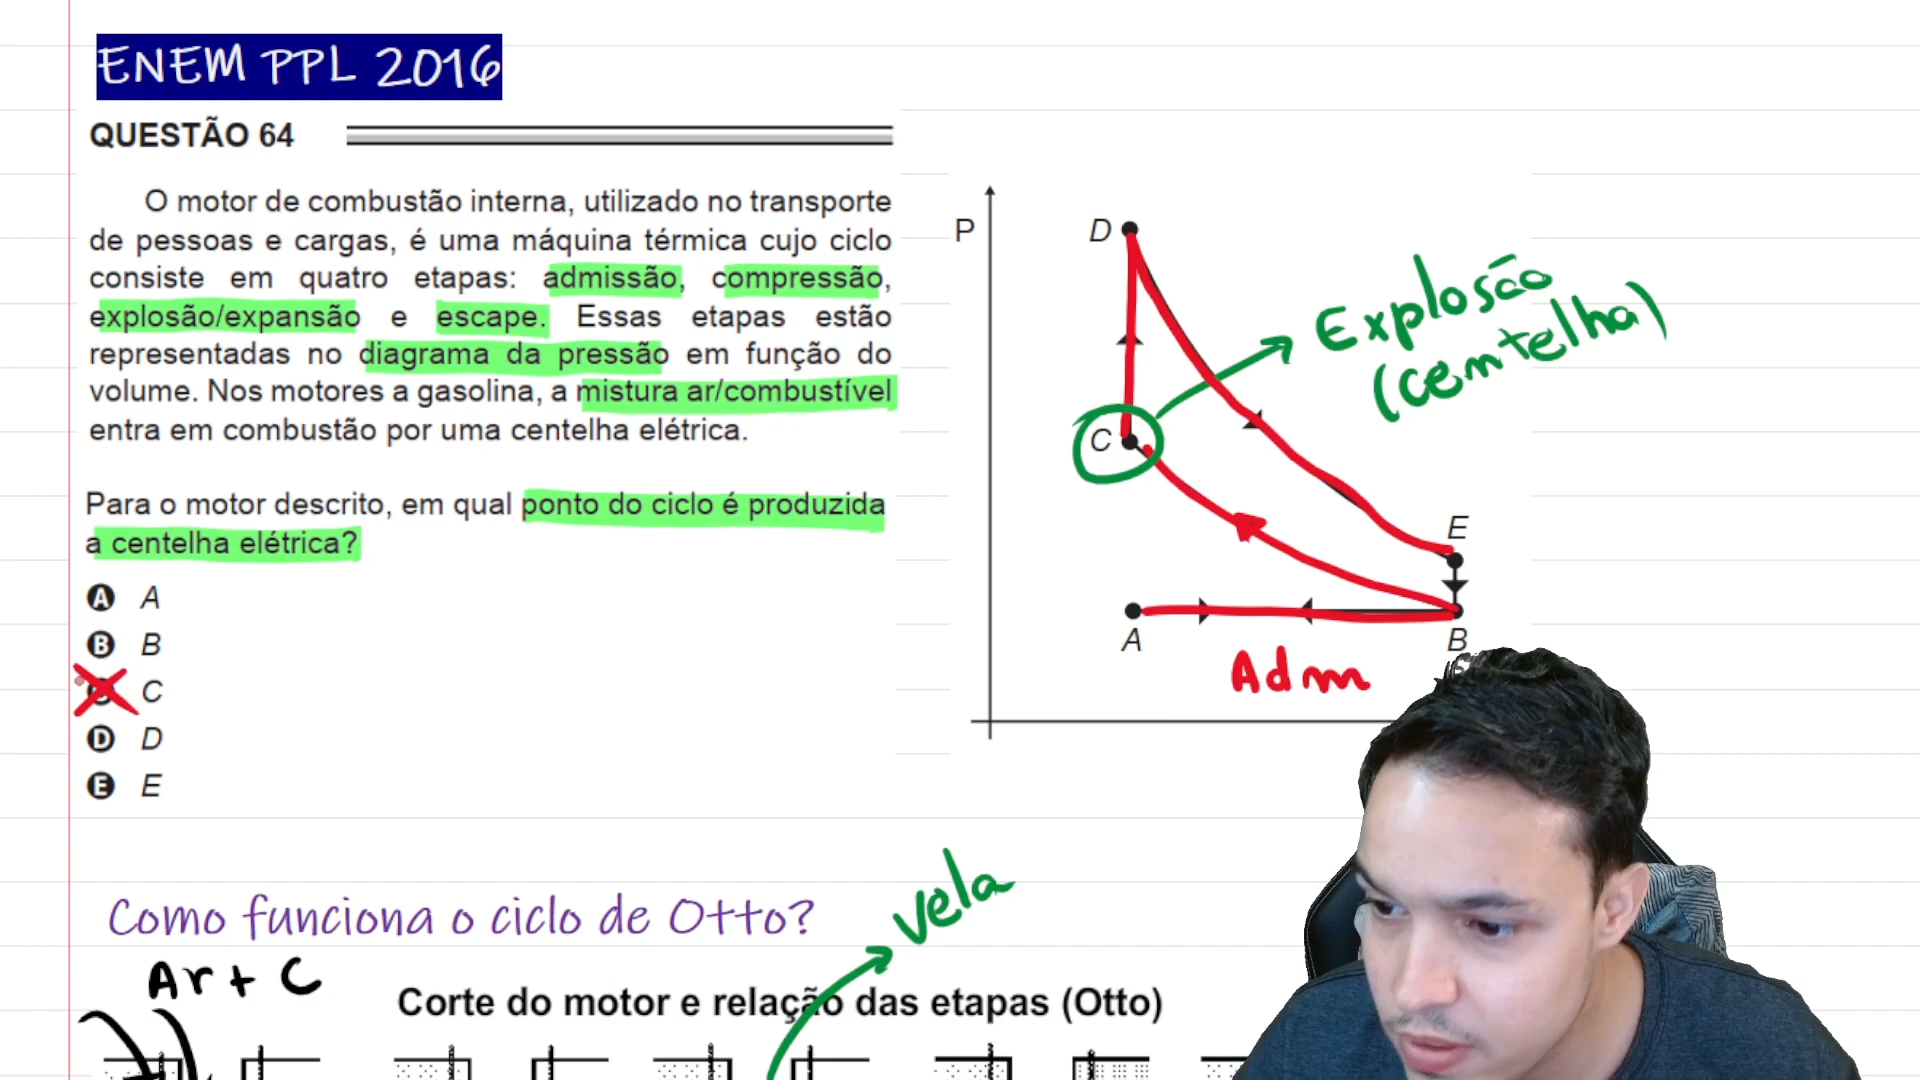 ENEM PPL 2016
QUESTÃO 64
O motor de combustão interna, utilizado no transporte
de pessoas e cargas, é uma máquina térmica cujo ciclo
consiste em quatro etapas: admissão, compressão,
explosão/expansão e escape. Essas etapas estão
representadas no diagrama da pressão em função do
volume. Nos motores a gasolina, a mistura ar/combustível
entra em combustão por uma centelha elétrica.
Para o motor descrito, em qual ponto do ciclo é produzida
a centelha elétrica?
A A
B B
C
D D
E E
P
D
Explosão
(centelha)
C
E
A
B
Adm
Vela
Como funciona o ciclo de Otto?
Ar + C
Corte do motor e relação das etapas (Otto)